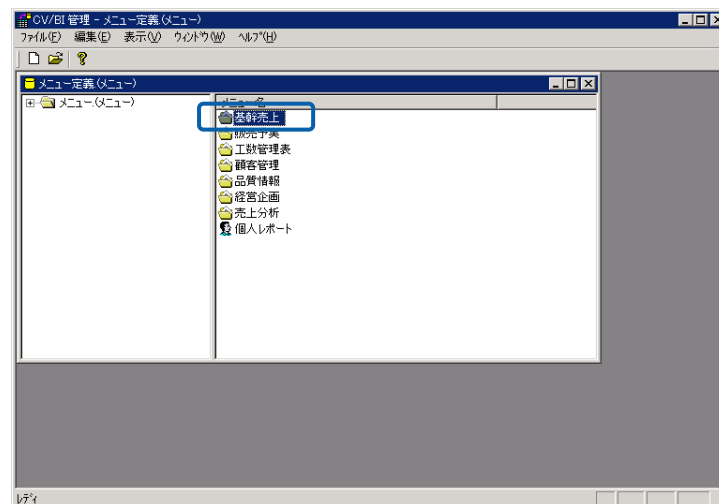 CV/BI 管理 - メニュー定義(メニュー)
ファイル(F) 編集(E) 表示(V) ウィンドウ(W) ヘルプ(H)
メニュー定義(メニュー)
メニュー(メニュー)
メニュー名
基幹売上
販売予実
工数管理表
顧客管理
品質情報
経営企画
売上分析
個人レポート
レディ